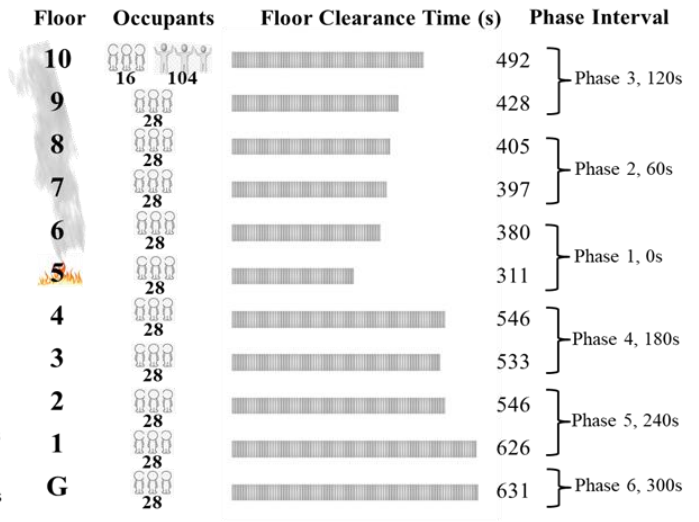 Floor Occupants Floor Clearance Time (s) Phase Interval
10 16 104 492
Phase 3, 120s
9 28 428
8 28 405
Phase 2, 60s
7 28 397
6 28 380
Phase 1, 0s
5 28 311
4 28 546
Phase 4, 180s
3 28 533
2 28 546
Phase 5, 240s
1 28 626
G 28 631 Phase 6, 300s